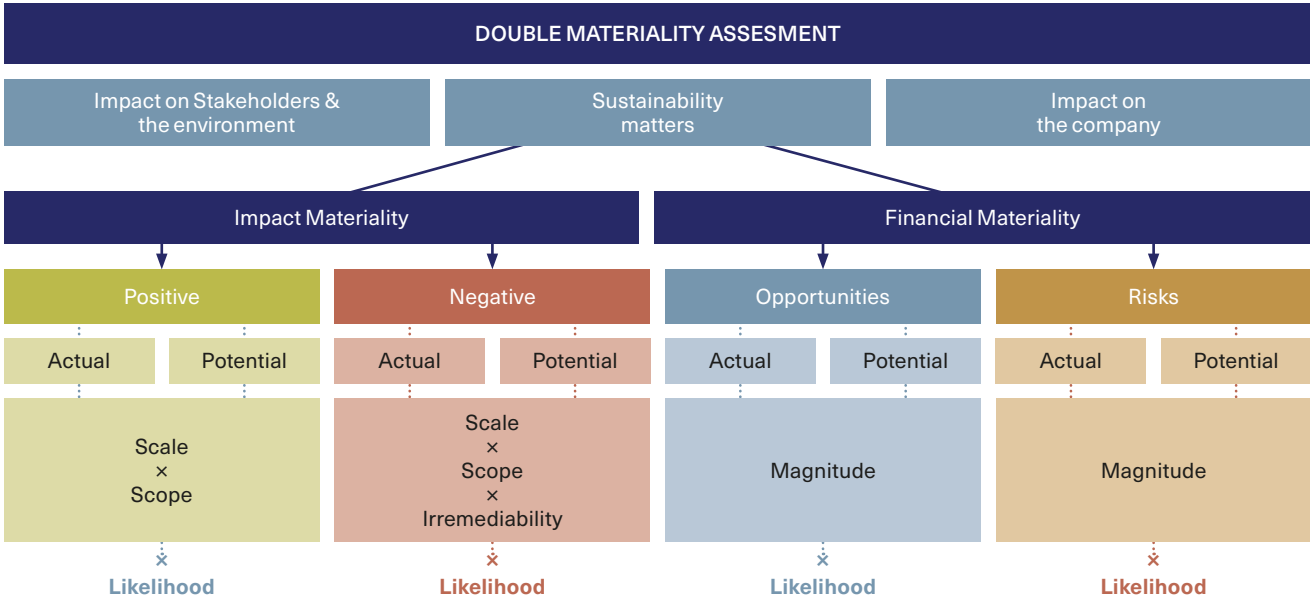 DOUBLE MATERIALITY ASSESMENT
Impact on Stakeholders &
the environment
Sustainability
matters
Impact on
the company
Impact Materiality
Financial Materiality
Positive
Negative
Opportunities
Risks
Actual
Potential
Actual
Potential
Actual
Potential
Actual
Potential
Scale
×
Scope
Scale
×
Scope
×
Irremediability
Magnitude
Magnitude
×
Likelihood
×
Likelihood
×
Likelihood
×
Likelihood